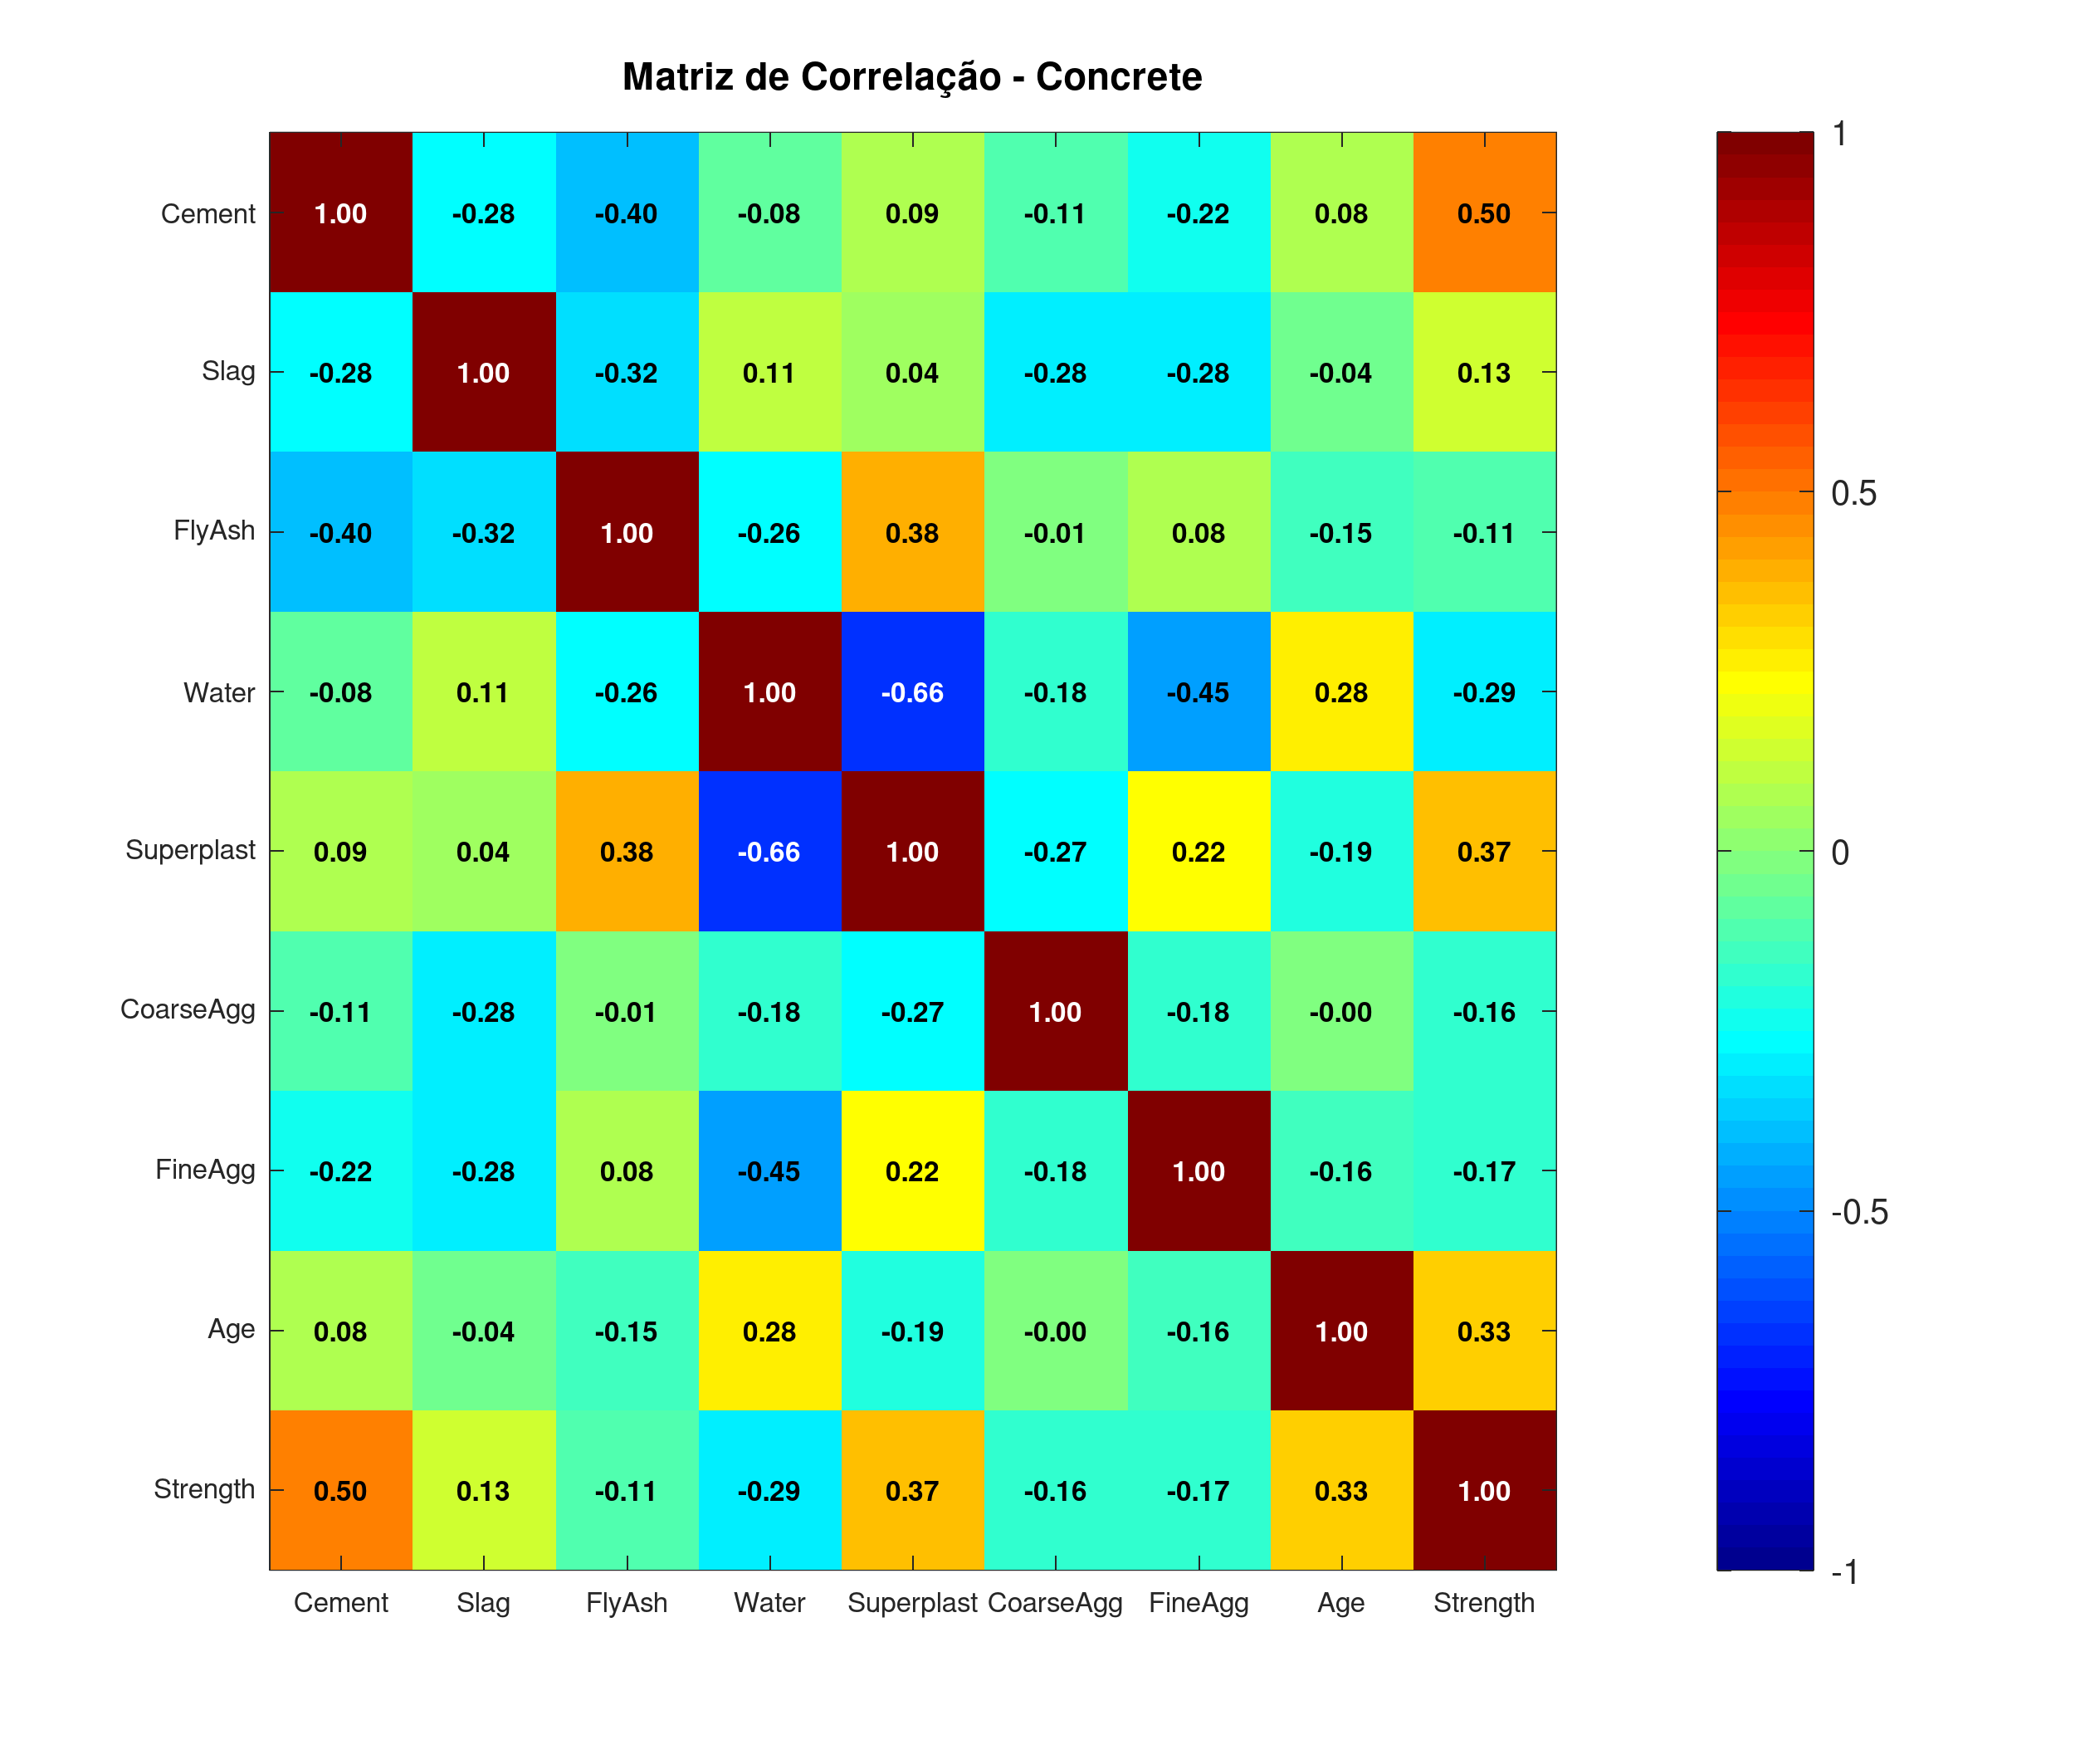 Matriz de Correlação - Concrete
Cement 1.00 -0.28 -0.40 -0.08 0.09 -0.11 -0.22 0.08 0.50
Slag -0.28 1.00 -0.32 0.11 0.04 -0.28 -0.28 -0.04 0.13
FlyAsh -0.40 -0.32 1.00 -0.26 0.38 -0.01 0.08 -0.15 -0.11
Water -0.08 0.11 -0.26 1.00 -0.66 -0.18 -0.45 0.28 -0.29
Superplast 0.09 0.04 0.38 -0.66 1.00 -0.27 0.22 -0.19 0.37
CoarseAgg -0.11 -0.28 -0.01 -0.18 -0.27 1.00 -0.18 -0.00 -0.16
FineAgg -0.22 -0.28 0.08 -0.45 0.22 -0.18 1.00 -0.16 -0.17
Age 0.08 -0.04 -0.15 0.28 -0.19 -0.00 -0.16 1.00 0.33
Strength 0.50 0.13 -0.11 -0.29 0.37 -0.16 -0.17 0.33 1.00
Cement Slag FlyAsh Water Superplast CoarseAgg FineAgg Age Strength
1
0.5
0
-0.5
-1